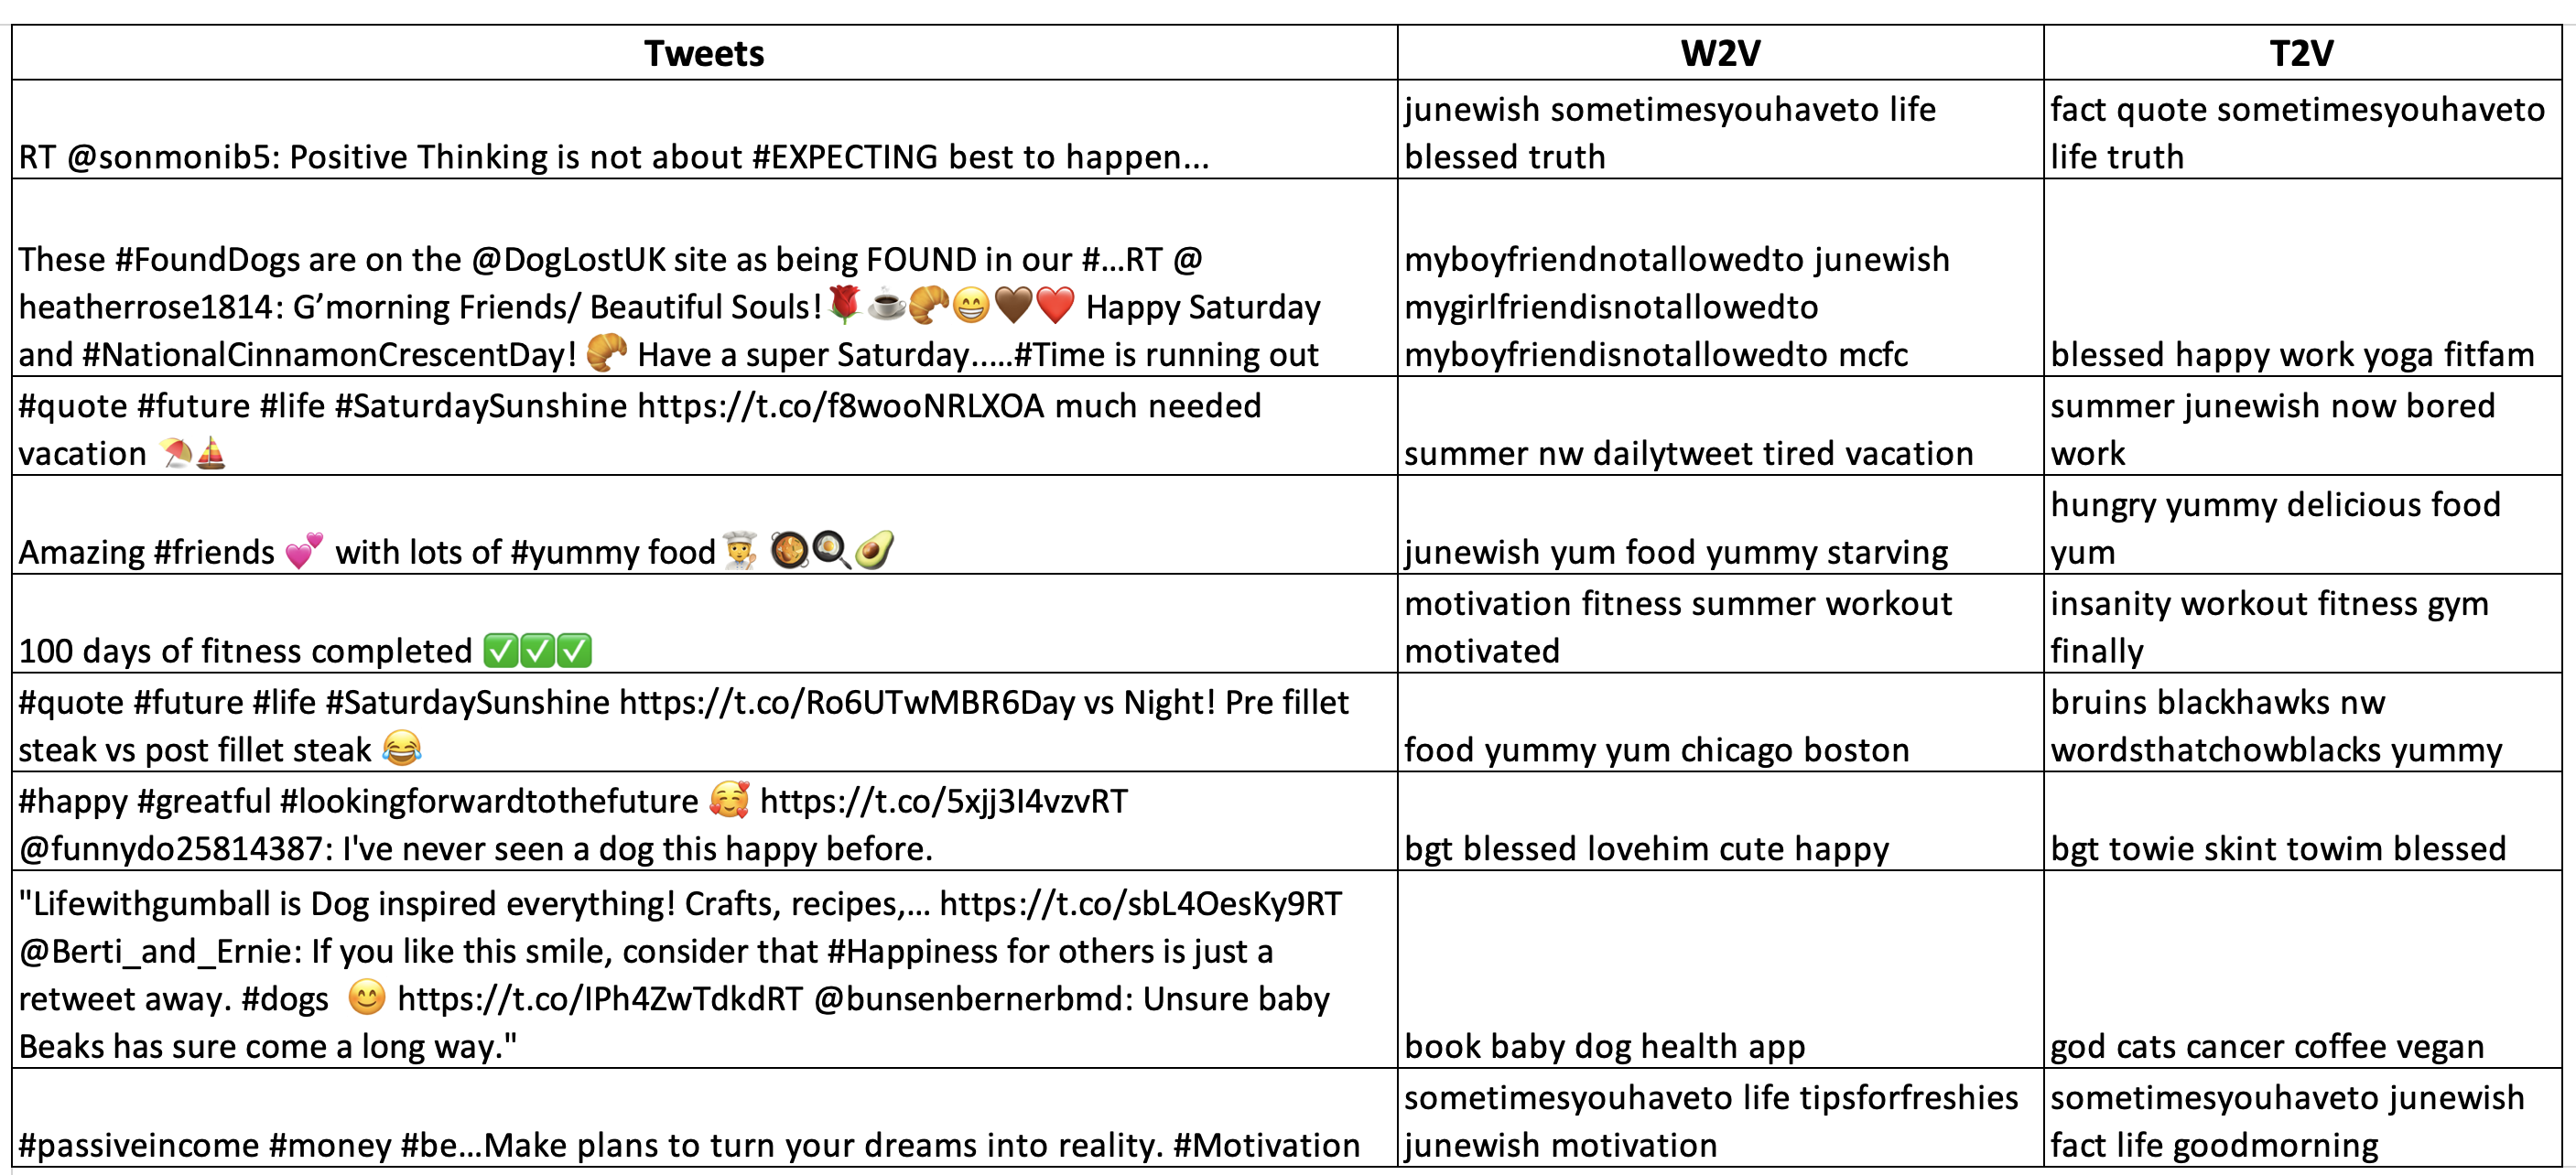 Tweets W2V T2V
junewish sometimesyouhaveto life
blessed truth
fact quote sometimesyouhaveto
life truth
RT @sonmonib5: Positive Thinking is not about #EXPECTING best to happen...
These #FoundDogs are on the @DogLostUK site as being FOUND in our #...RT @
heatherrose1814: G’morning Friends/ Beautiful Souls!🌹☕🥐😁🤎❤️ Happy Saturday
and #NationalCinnamonCrescentDay! 🥐 Have a super Saturday.....#Time is running out
myboyfriendnotallowedto junewish
mygirlfriendisnotallowedto
myboyfriendisnotallowedto mcfc
blessed happy work yoga fitfam
#quote #future #life #SaturdaySunshine https://t.co/f8wooNRLXOA much needed
vacation ⛱️⛵
summer nw dailytweet tired vacation
summer junewish now bored
work
Amazing #friends 💕 with lots of #yummy food🧑‍🍳 🥘🍳🥑
junewish yum food yummy starving
hungry yummy delicious food
yum
100 days of fitness completed ✅✅✅
motivation fitness summer workout
motivated
insanity workout fitness gym
finally
#quote #future #life #SaturdaySunshine https://t.co/Ro6UTwMBR6Day vs Night! Pre fillet
steak vs post fillet steak 😂
food yummy yum chicago boston
bruins blackhawks nw
wordsthatchowblacks yummy
#happy #greatful #lookingforwardtothefuture 🥰 https://t.co/5xjj3I4vzvRT
@funnydo25814387: I've never seen a dog this happy before.
bgt blessed lovehim cute happy
bgt towie skint towim blessed
"Lifewithgumball is Dog inspired everything! Crafts, recipes,... https://t.co/sbL4OesKy9RT
@Berti_and_Ernie: If you like this smile, consider that #Happiness for others is just a
retweet away. #dogs 😊 https://t.co/IPh4ZwTdkdRT @bunsenbernerbmd: Unsure baby
Beaks has sure come a long way."
book baby dog health app
god cats cancer coffee vegan
#passiveincome #money #be...Make plans to turn your dreams into reality. #Motivation
sometimesyouhaveto life tipsforfreshies
junewish motivation
sometimesyouhaveto junewish
fact life goodmorning